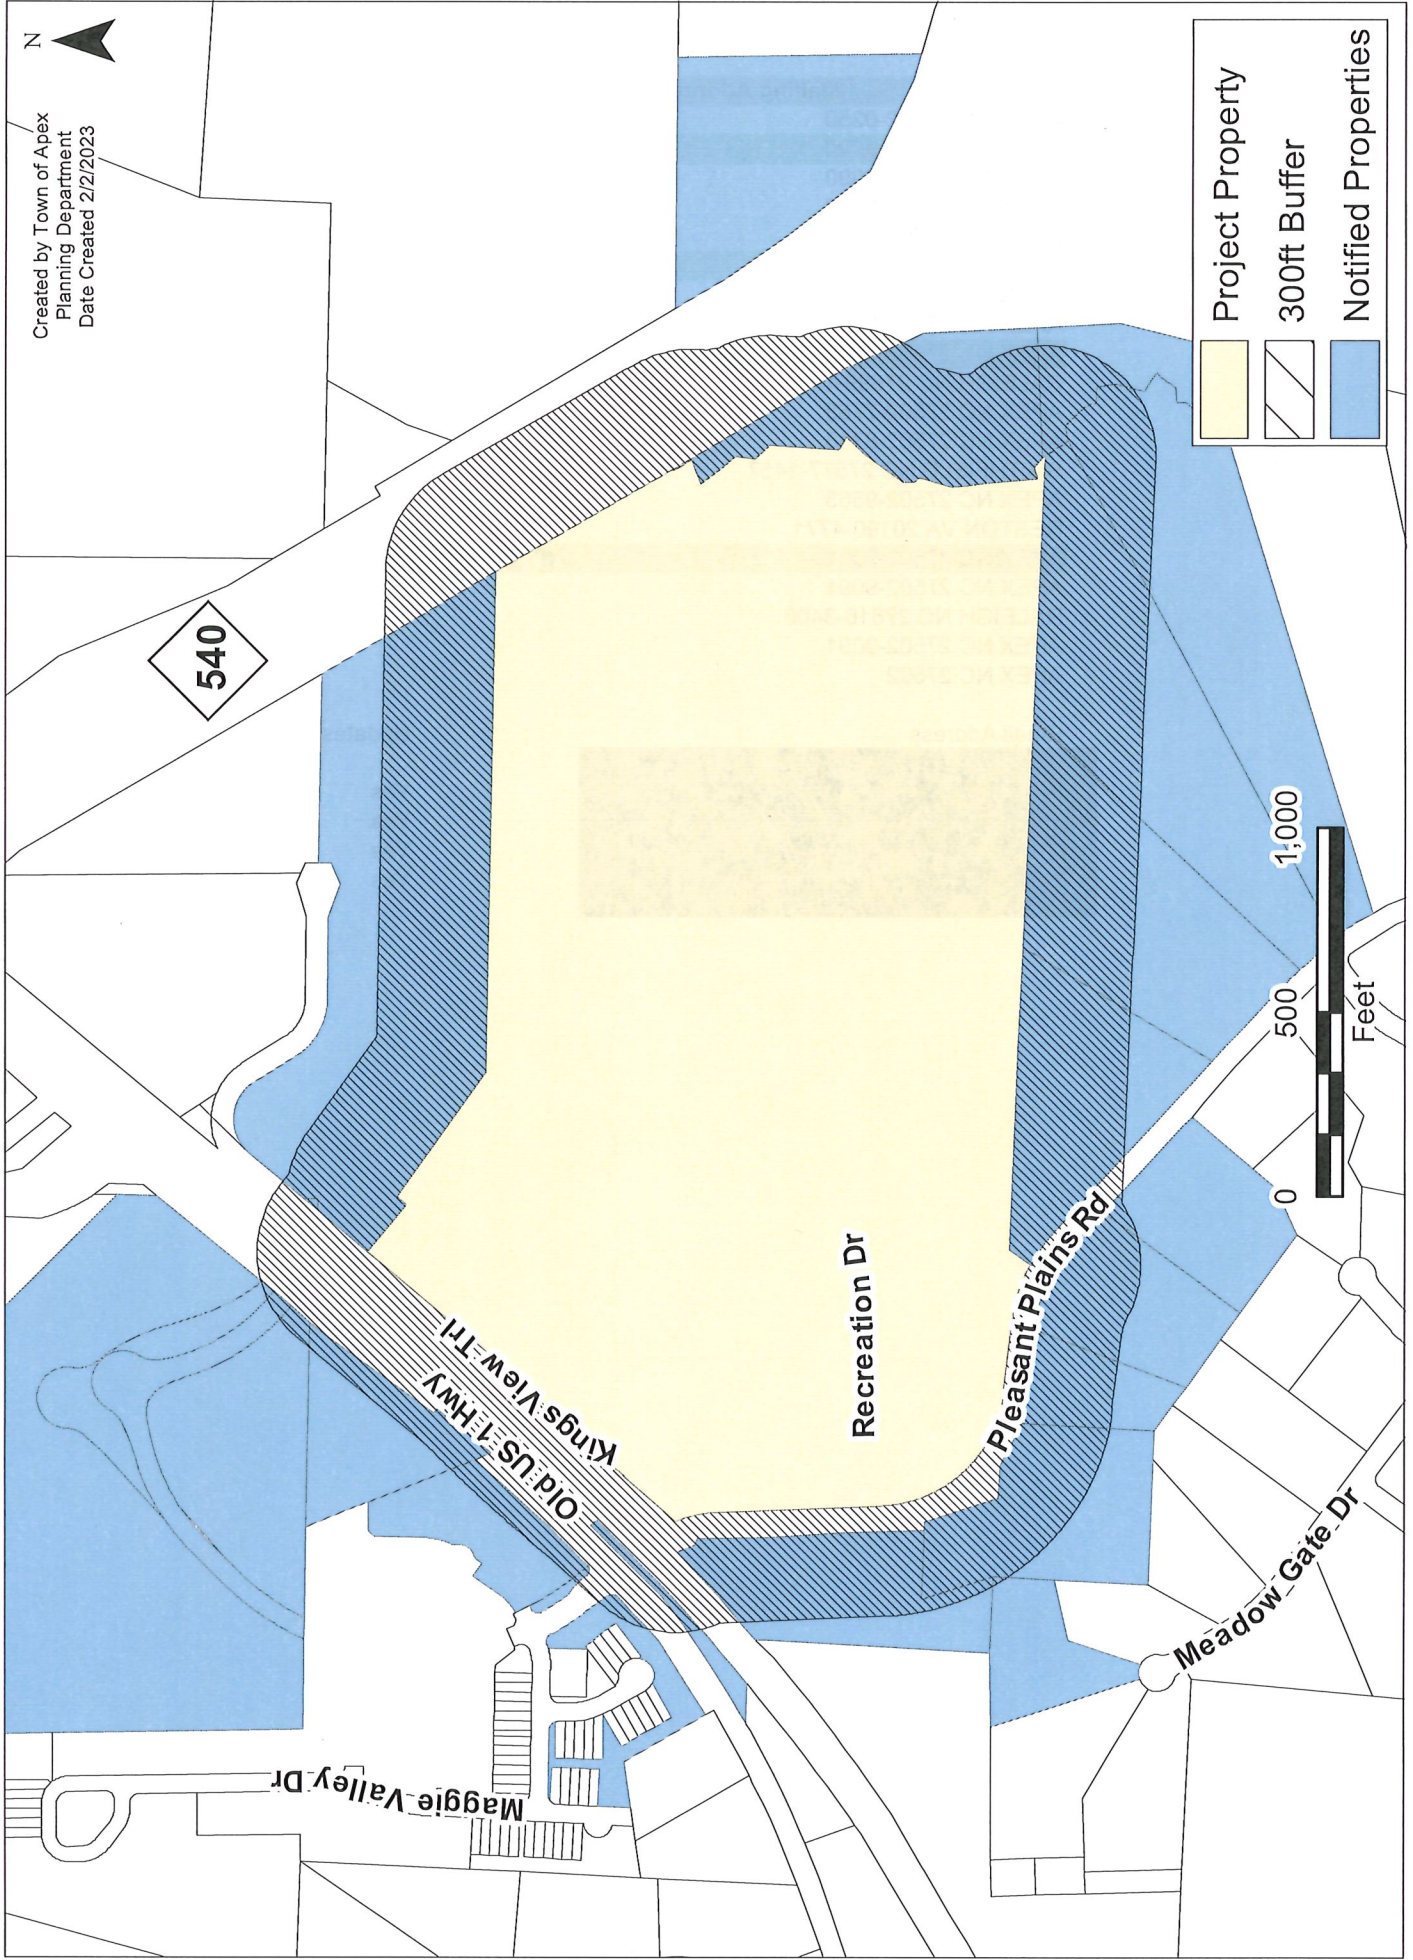 N
Created by Town of Apex
Planning Department
Date Created 2/2/2023
540
Maggie Valley Dr
Old US 1 Hwy
Kings View Trl
Recreation Dr
Pleasant Plains Rd
Meadow Gate Dr
0 500 1,000
Feet
Project Property
300ft Buffer
Notified Properties